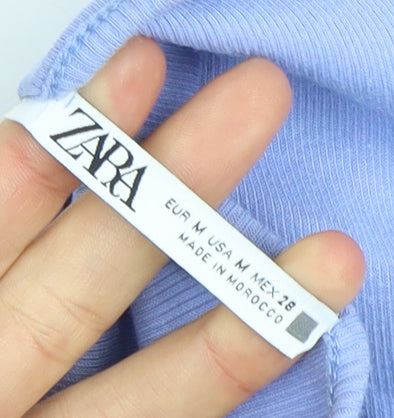 ZARA
EUR M USA M MEX 28
MADE IN MOROCCO